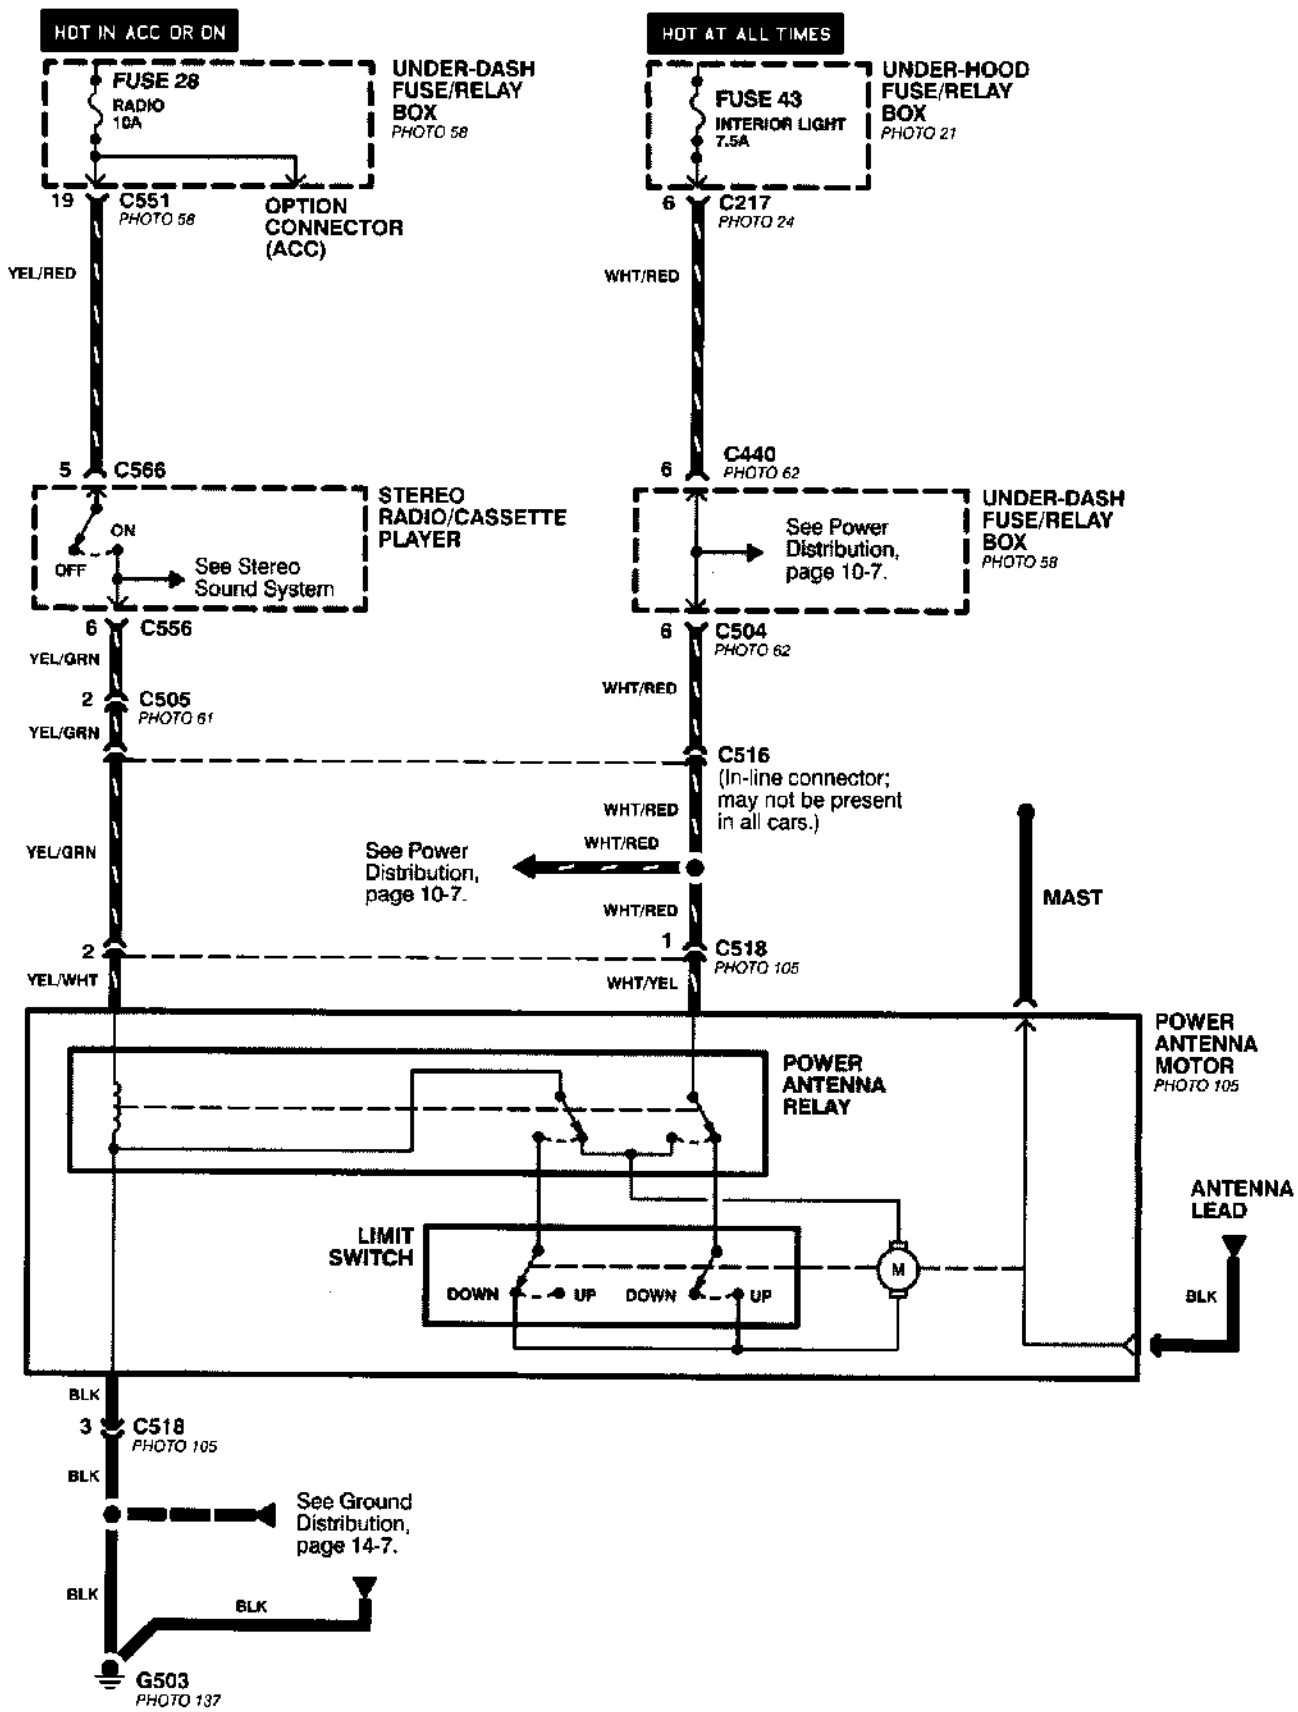 HOT IN ACC OR ON
FUSE 28
RADIO
10A
UNDER-DASH
FUSE/RELAY
BOX
PHOTO 58
19
C551
PHOTO 58
OPTION
CONNECTOR
(ACC)
YEL/RED
HOT AT ALL TIMES
FUSE 43
INTERIOR LIGHT
7.5A
UNDER-HOOD
FUSE/RELAY
BOX
PHOTO 21
6
C217
PHOTO 24
WHT/RED
5
C566
ON
OFF
See Stereo
Sound System
STEREO
RADIO/CASSETTE
PLAYER
6
C440
PHOTO 62
See Power
Distribution,
page 10-7.
UNDER-DASH
FUSE/RELAY
BOX
PHOTO 58
6
C556
YEL/GRN
2
C505
PHOTO 61
YEL/GRN
6
C504
PHOTO 62
WHT/RED
C516
(In-line connector;
may not be present
in all cars.)
WHT/RED
YEL/GRN
See Power
Distribution,
page 10-7.
WHT/RED
WHT/RED
MAST
2
YEL/WHT
1
C518
PHOTO 105
WHT/YEL
POWER
ANTENNA
MOTOR
PHOTO 105
POWER
ANTENNA
RELAY
LIMIT
SWITCH
DOWN
UP
DOWN
UP
M
ANTENNA
LEAD
BLK
BLK
3
C518
PHOTO 105
BLK
See Ground
Distribution,
page 14-7.
BLK
BLK
G503
PHOTO 137